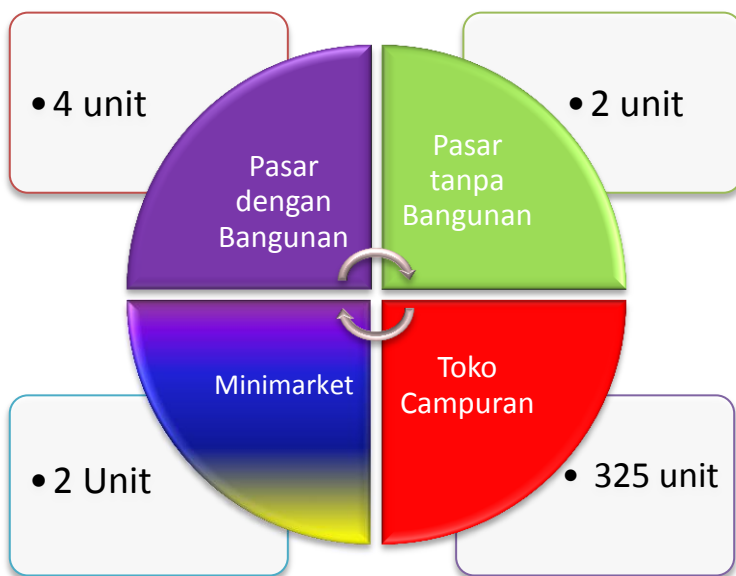 • 4 unit
Pasar
dengan
Bangunan
• 2 unit
Pasar
tanpa
Bangunan
Minimarket
• 2 Unit
Toko
Campuran
• 325 unit